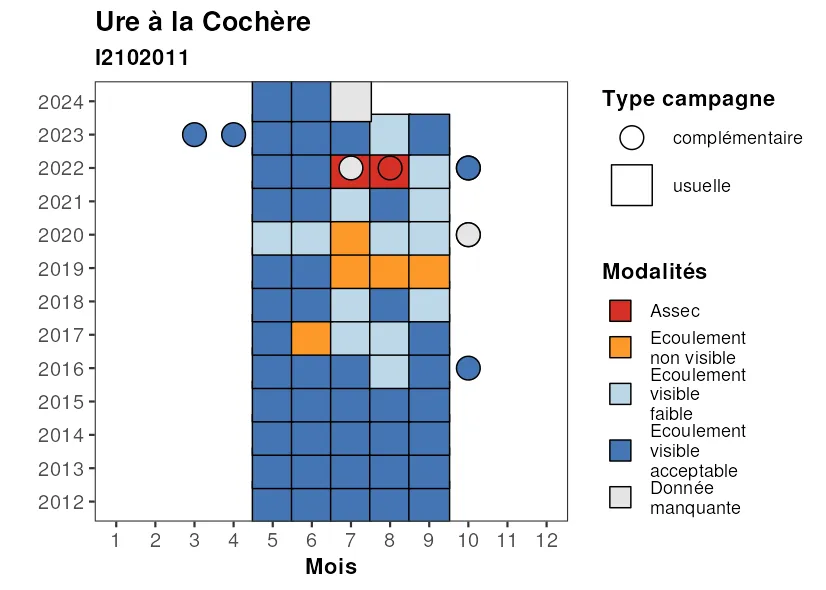 Ure à la Cochère
I2102011
2024
2023
2022
2021
2020
2019
2018
2017
2016
2015
2014
2013
2012
1 2 3 4 5 6 7 8 9 10 11 12
Mois
Type campagne
complémentaire
usuelle
Modalités
Assec
Ecoulement
non visible
Ecoulement
visible
faible
Ecoulement
visible
acceptable
Donnée
manquante